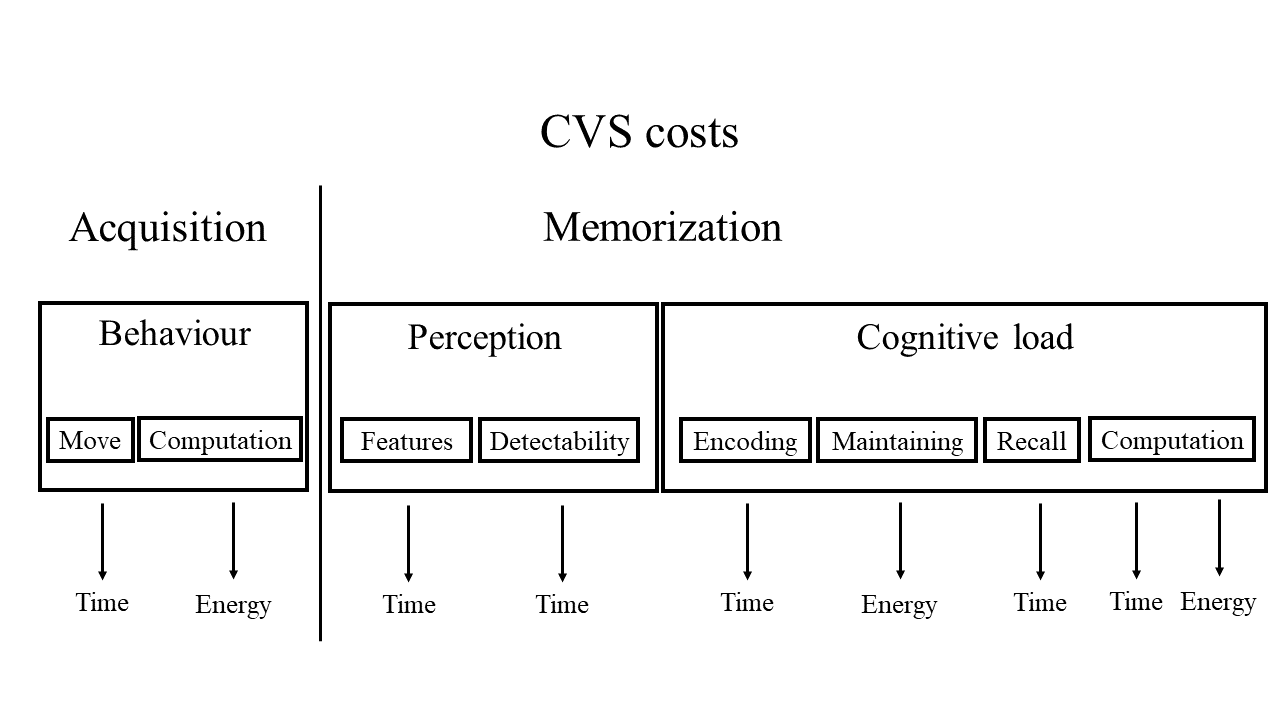 CVS costs
Acquisition
Memorization
Behaviour
Perception
Cognitive load
Move
Computation
Features
Detectability
Encoding
Maintaining
Recall
Computation
Time
Energy
Time
Time
Time
Energy
Time
Time
Energy